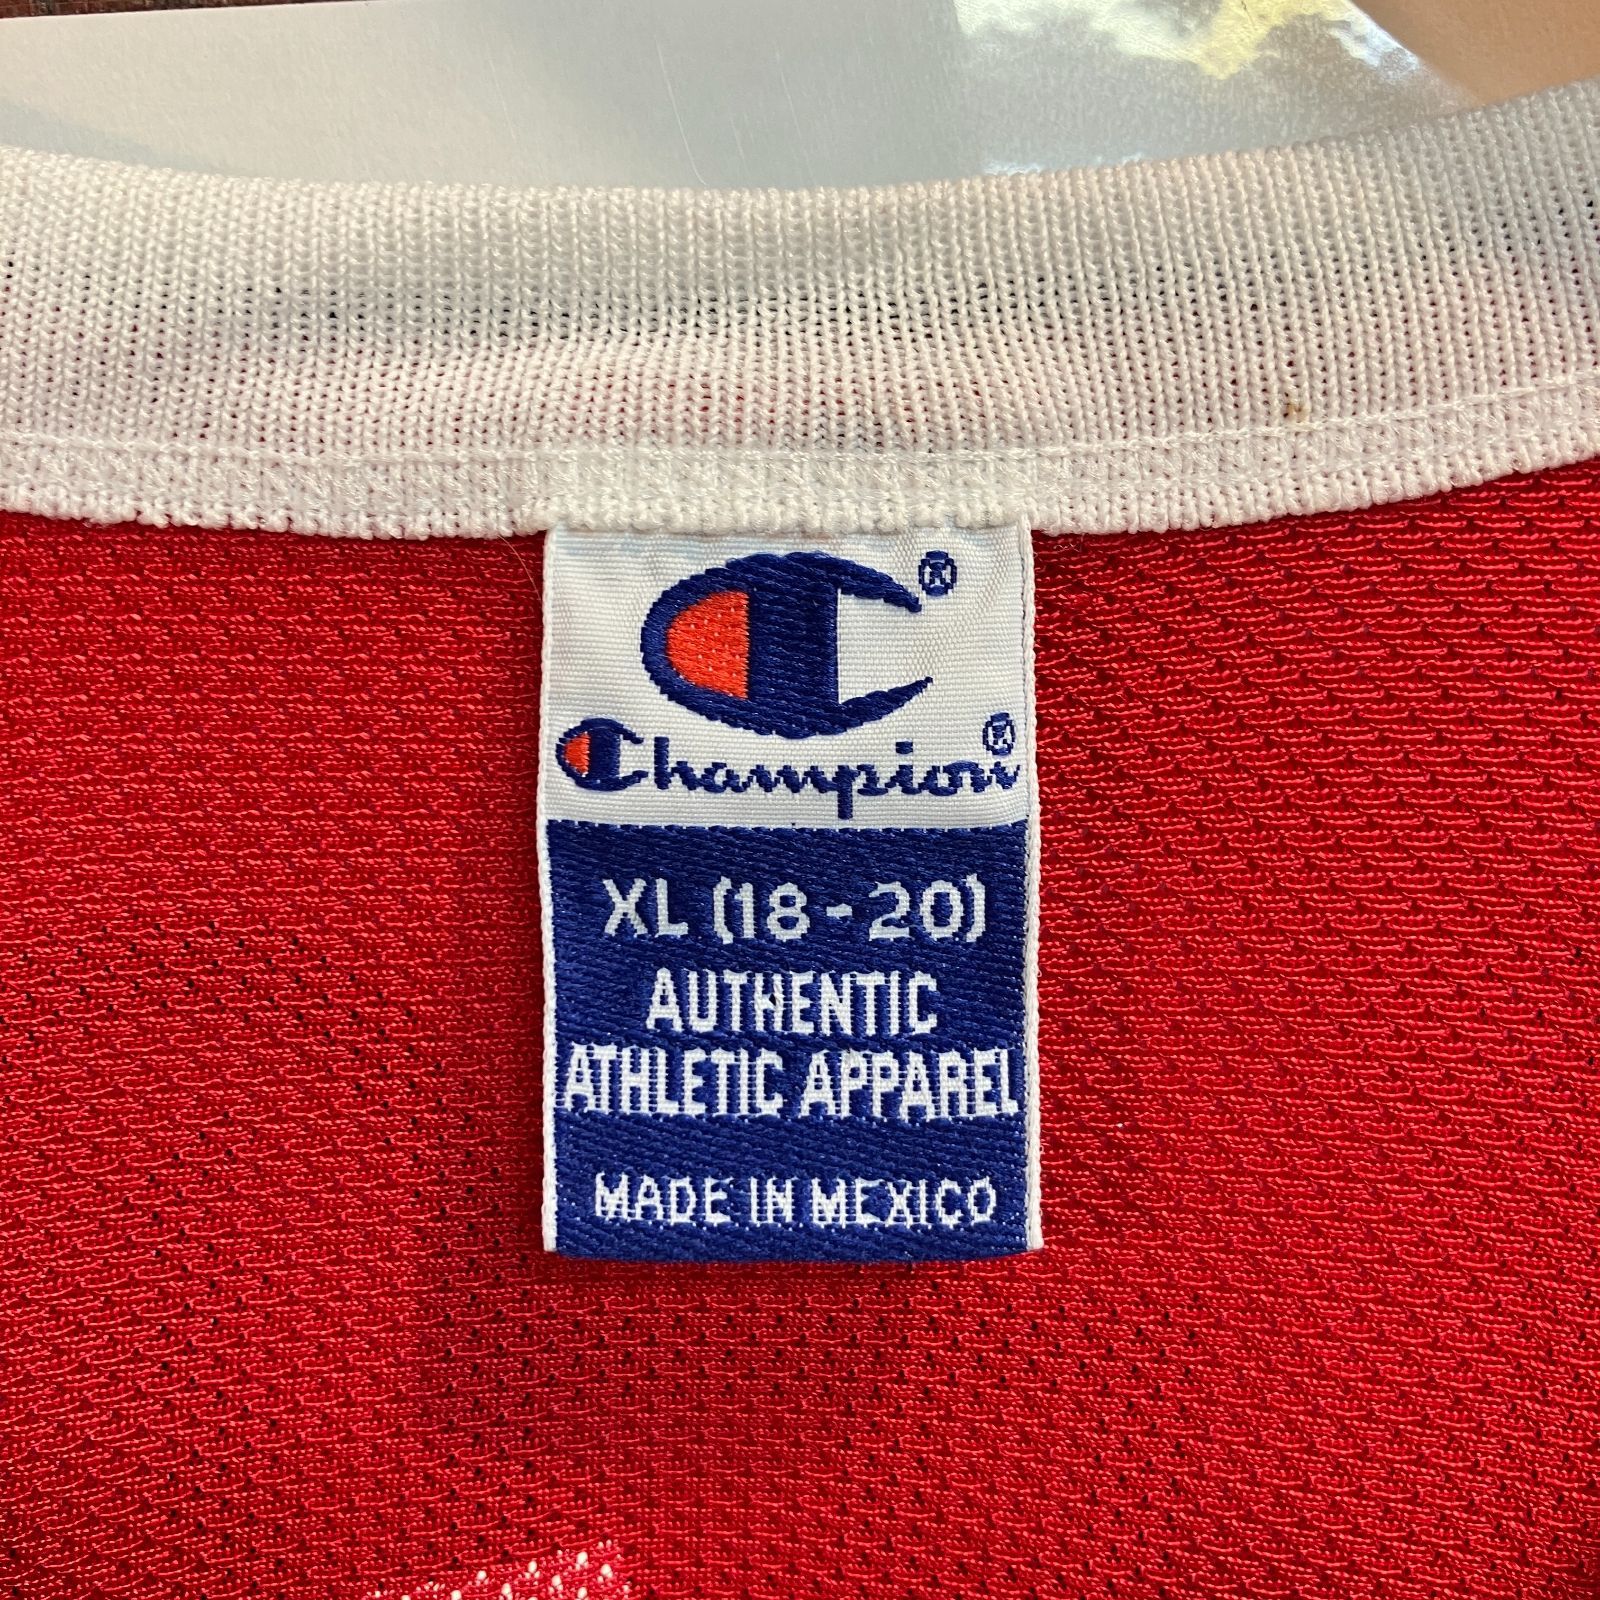 C®
Champion®
XL (18-20)
AUTHENTIC
ATHLETIC APPAREL
MADE IN MEXICO